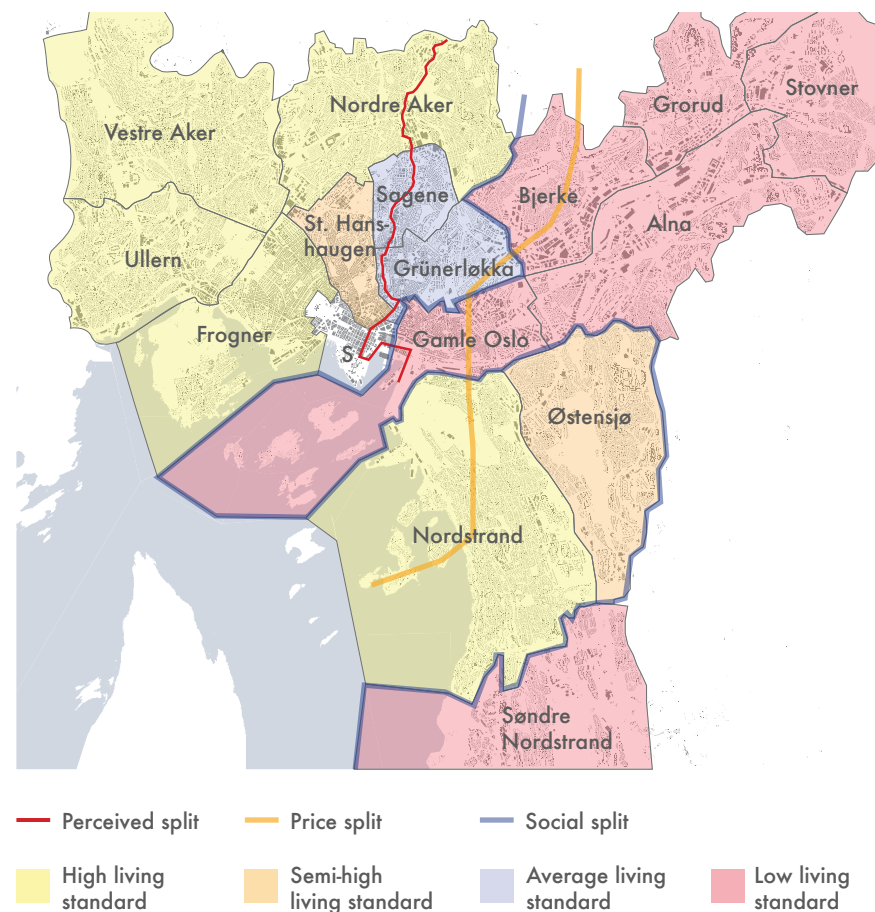 Stovner
Grorud
Nordre Aker
Vestre Aker
Sagene
Bjerke
St. Hans-
haugen
Alna
Ullern
Grünerløkka
Frogner
Gamle Oslo
S
Østensjø
Nordstrand
Søndre
Nordstrand
Perceived split
Price split
Social split
High living
standard
Semi-high
living standard
Average living
standard
Low living
standard